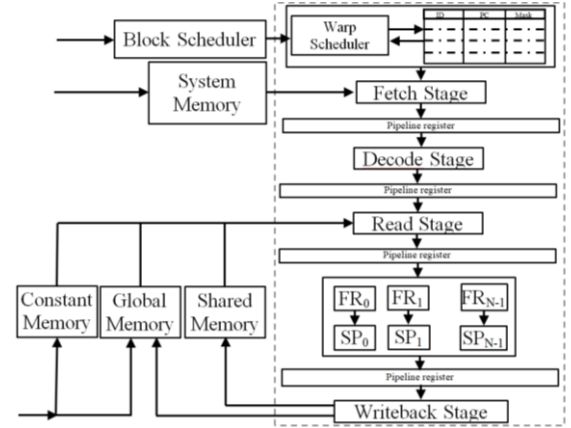 ID PC Mask
Block Scheduler
Warp
Scheduler
System
Memory
Fetch Stage
Pipeline register
Decode Stage
Pipeline register
Read Stage
Pipeline register
Constant
Memory
Global
Memory
Shared
Memory
FR0 FR1 FRN-1
SP0 SP1 SPN-1
Pipeline register
Writeback Stage